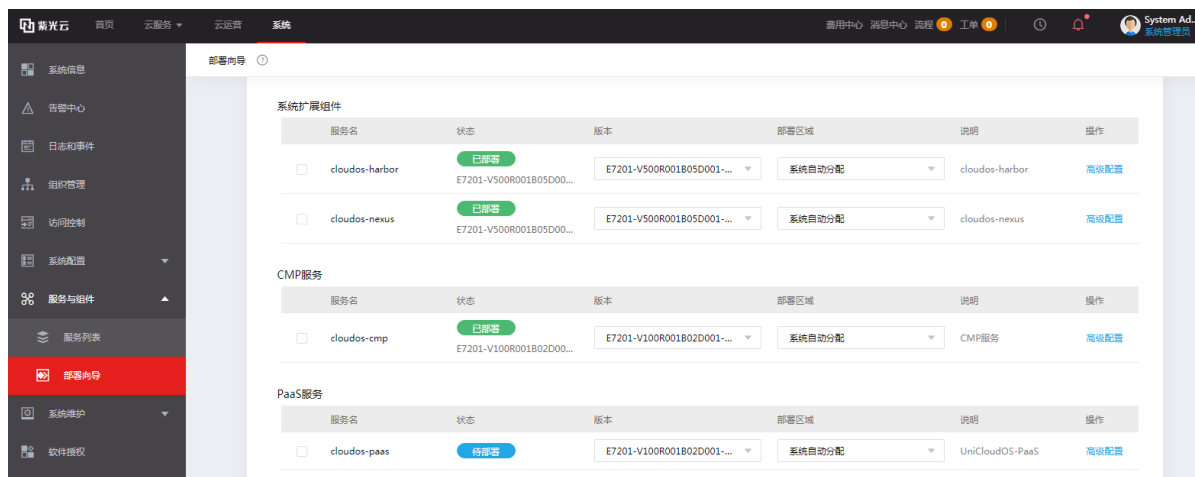 紫光云 首页 云服务 云运营 系统 费用中心 消息中心 流程 0 工单 0 System Ad...
系统管理员
系统信息
告警中心
日志和事件
组织管理
访问控制
系统配置
服务与组件
服务列表
部署向导
系统维护
软件授权
部署向导 ?
系统扩展组件
服务名 状态 版本 部署区域 说明 操作
cloudos-harbor 已部署 E7201-V500R001B05D001-... 系统自动分配 cloudos-harbor 高级配置
E7201-V500R001B05D00...
cloudos-nexus 已部署 E7201-V500R001B05D001-... 系统自动分配 cloudos-nexus 高级配置
E7201-V500R001B05D00...
CMP服务
服务名 状态 版本 部署区域 说明 操作
cloudos-cmp 已部署 E7201-V100R001B02D001-... 系统自动分配 CMP服务 高级配置
E7201-V100R001B02D00...
PaaS服务
服务名 状态 版本 部署区域 说明 操作
cloudos-paas 待部署 E7201-V100R001B02D001-... 系统自动分配 UniCloudOS-PaaS 高级配置